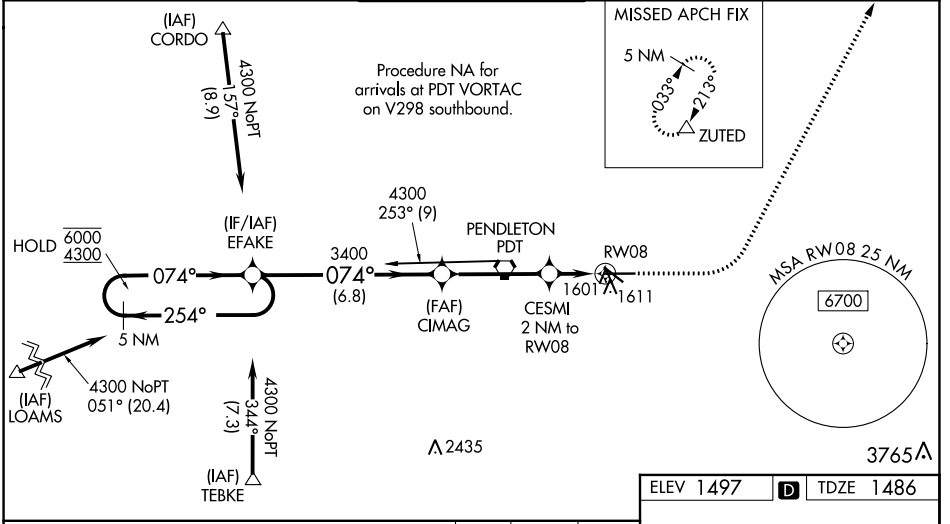 (IAF)
CORDO
4300 NoPT
157°
(8.9)
Procedure NA for
arrivals at PDT VORTAC
on V298 southbound.
MISSED APCH FIX
5 NM
033°
213°
ZUTED
HOLD
6000
4300
(IF/IAF)
EFAKE
4300
253° (9)
PENDLETON
PDT
RW08
074°
254°
5 NM
3400
074°
(6.8)
(FAF)
CIMAG
CESMI
2 NM to
RW08
1601
1611
MSA RW08 25 NM
6700
(IAF)
LOAMS
4300 NoPT
051° (20.4)
4300 NoPT
344°
(7.3)
(IAF)
TEBKE
2435
3765
ELEV 1497
D
TDZE 1486